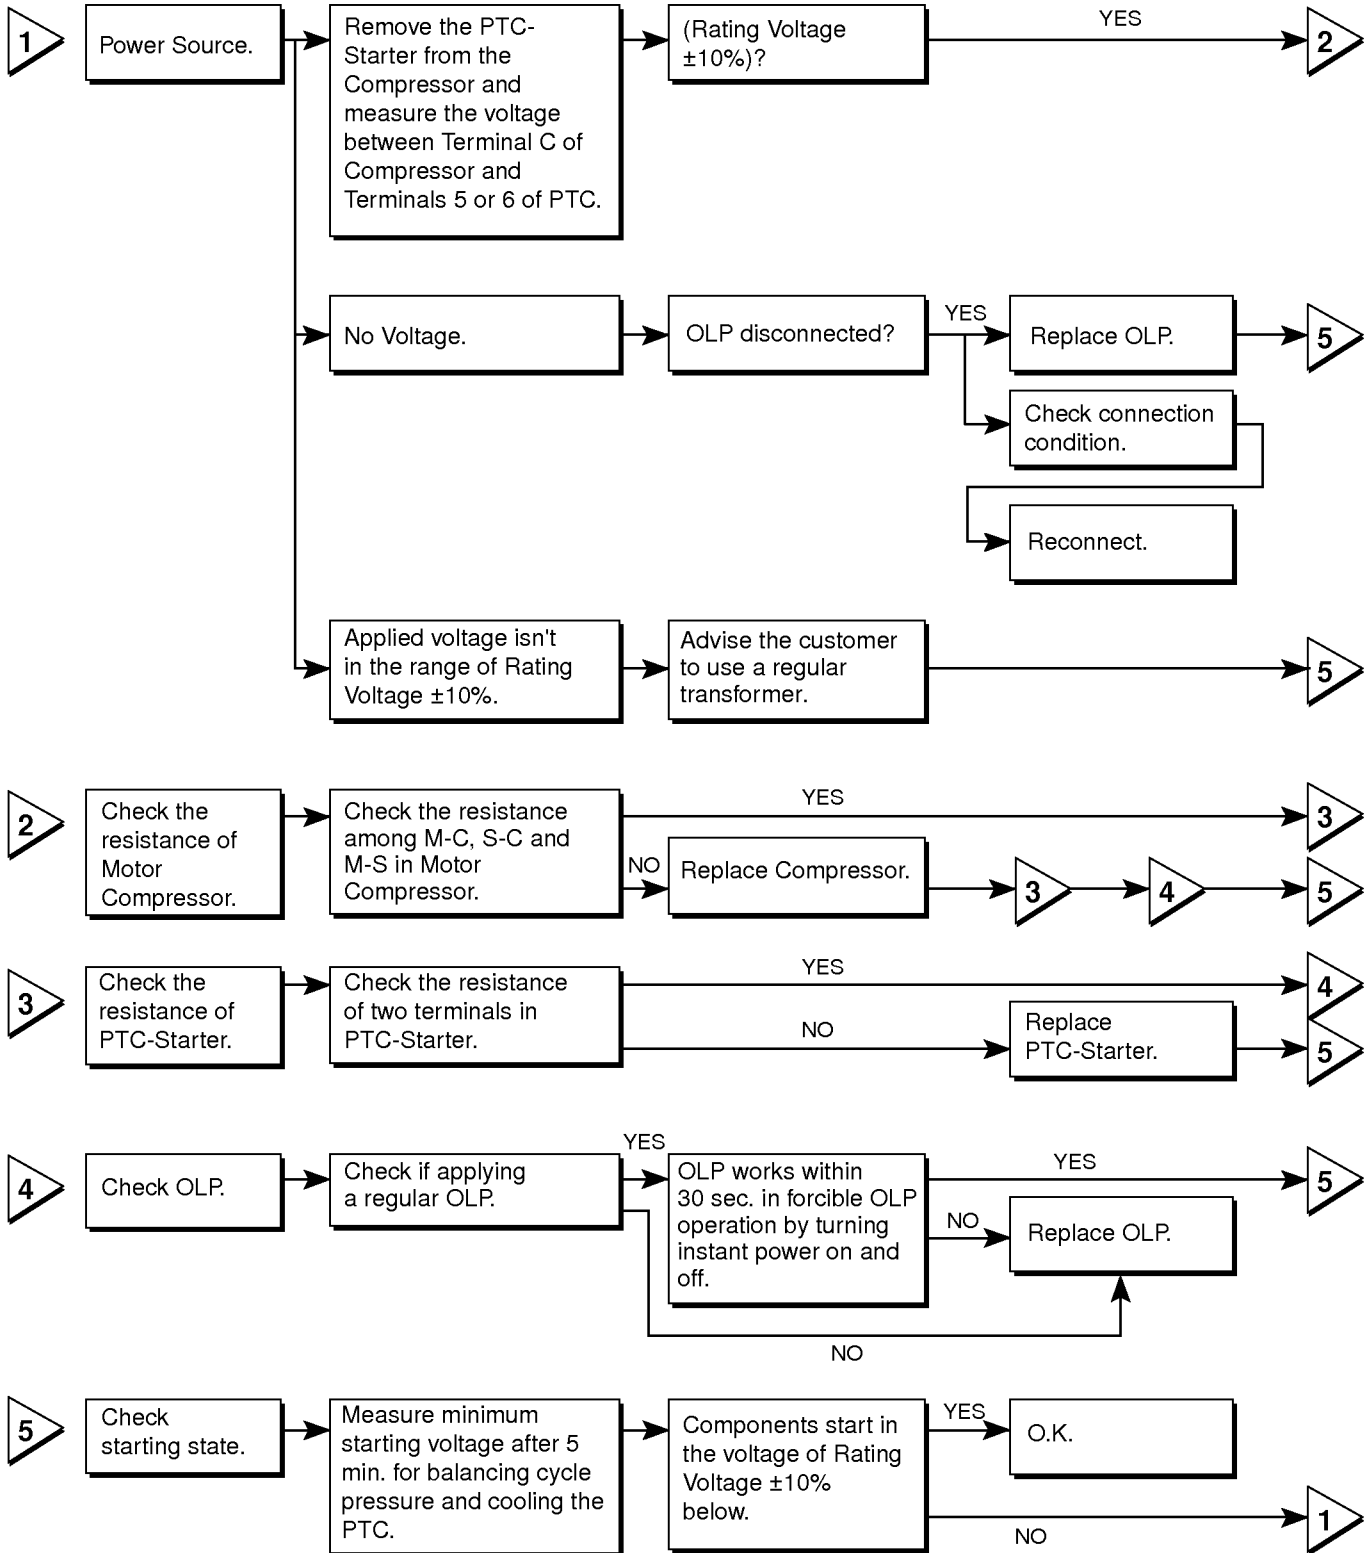 1
Power Source.
Remove the PTC-
Starter from the
Compressor and
measure the voltage
between Terminal C of
Compressor and
Terminals 5 or 6 of PTC.
(Rating Voltage
±10%)?
YES
2
No Voltage.
OLP disconnected?
YES
Replace OLP.
5
Check connection
condition.
Reconnect.
Applied voltage isn't
in the range of Rating
Voltage ±10%.
Advise the customer
to use a regular
transformer.
5
2
Check the
resistance of
Motor
Compressor.
Check the resistance
among M-C, S-C and
M-S in Motor
Compressor.
YES
3
NO
Replace Compressor.
3
4
5
3
Check the
resistance of
PTC-Starter.
Check the resistance
of two terminals in
PTC-Starter.
YES
4
NO
Replace
PTC-Starter.
5
4
Check OLP.
Check if applying
a regular OLP.
YES
OLP works within
30 sec. in forcible OLP
operation by turning
instant power on and
off.
YES
5
NO
Replace OLP.
NO
5
Check
starting state.
Measure minimum
starting voltage after 5
min. for balancing cycle
pressure and cooling the
PTC.
Components start in
the voltage of Rating
Voltage ±10%
below.
YES
O.K.
NO
1